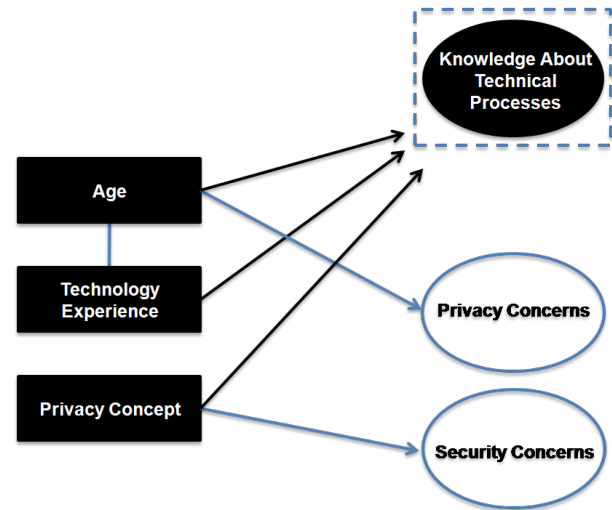 Knowledge About
Technical
Processes
Age
Technology
Experience
Privacy Concerns
Privacy Concept
Security Concerns